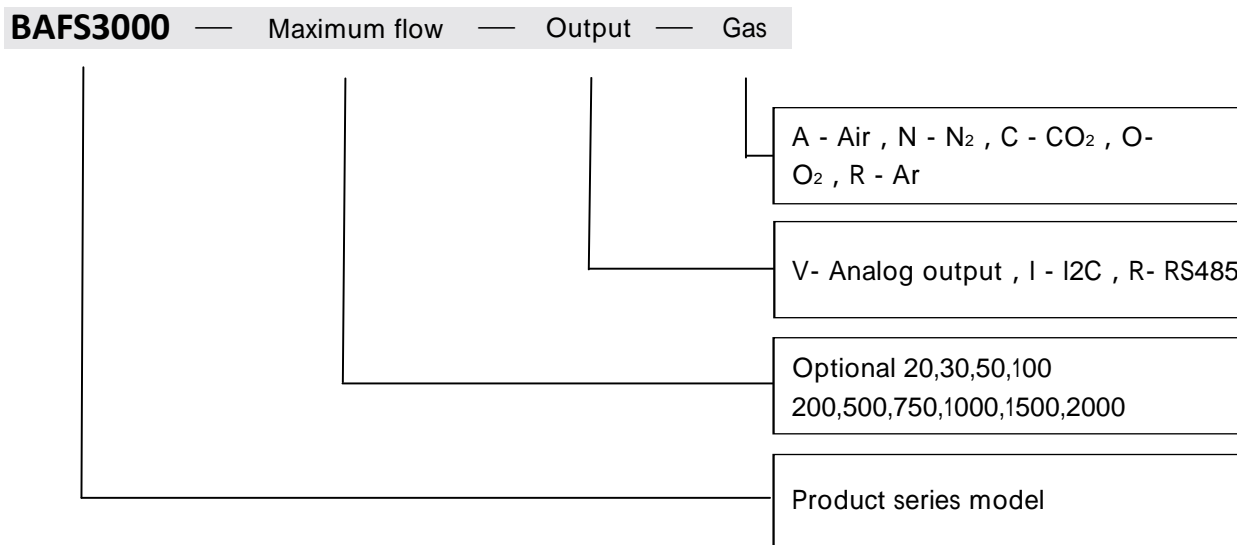 BAFS3000 — Maximum flow — Output — Gas
A - Air , N - N₂ , C - CO₂ , O-
O₂ , R - Ar
V- Analog output , I - I2C , R- RS485
Optional 20,30,50,100
200,500,750,1000,1500,2000
Product series model